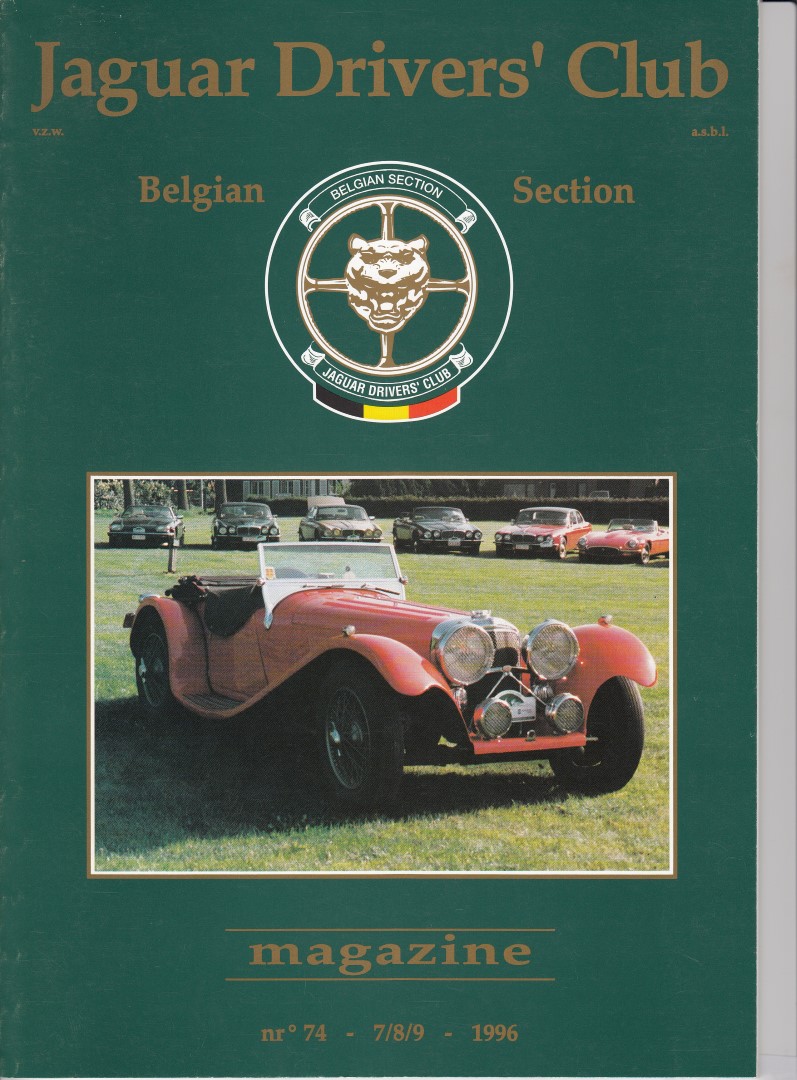 Jaguar Drivers' Club
v.z.w. a.s.b.l.
Belgian Section
BELGIAN SECTION
JAGUAR DRIVERS' CLUB
magazine
nr° 74 - 7/8/9 - 1996